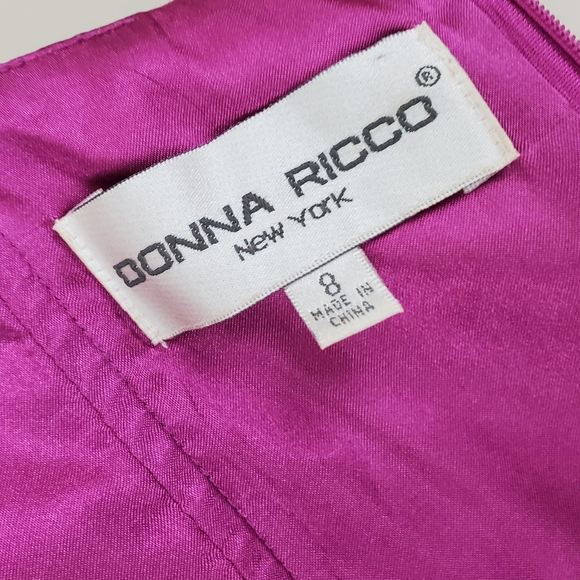 DONNA RICCO®
New York
8
MADE IN
CHINA